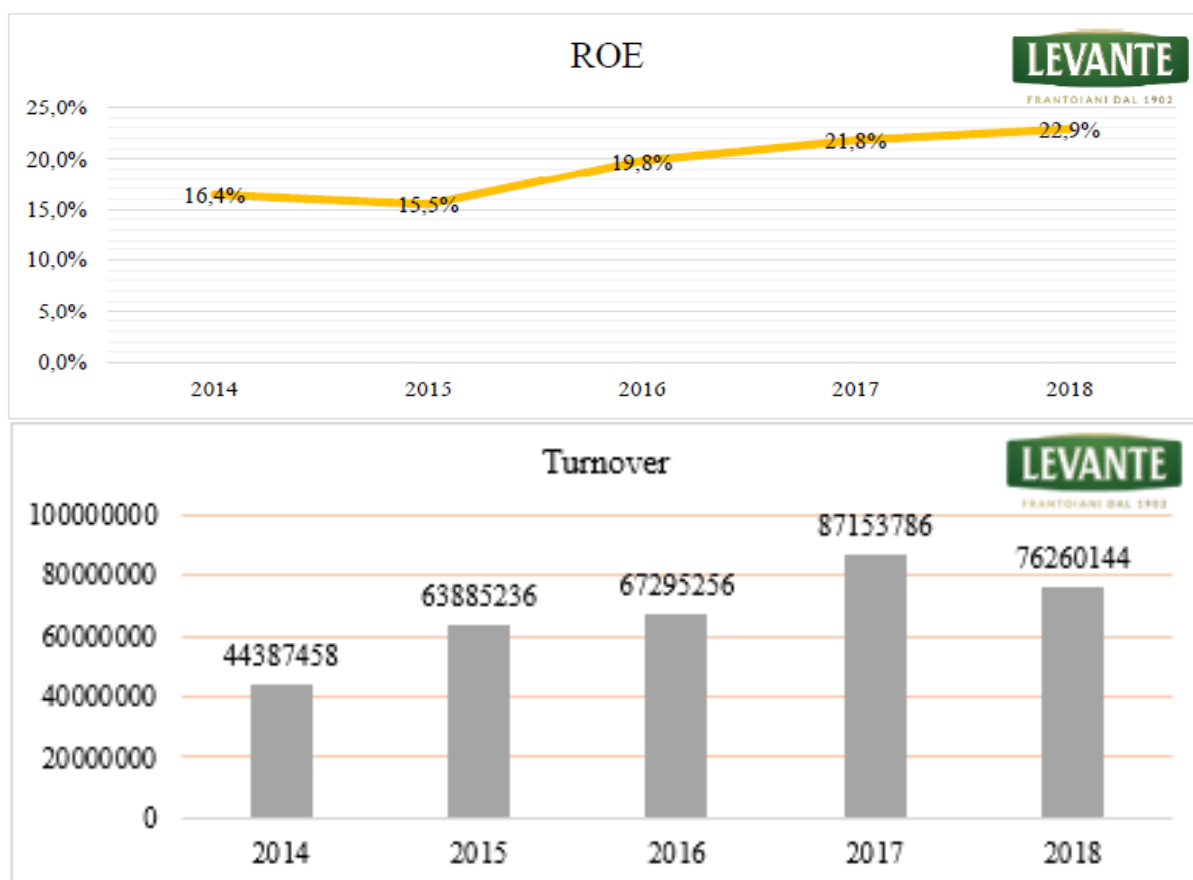 ROE
LEVANTE
FRANTOIANI DAL 1902
25,0%
20,0%
15,0%
10,0%
5,0%
0,0%
16,4%
15,5%
19,8%
21,8%
22,9%
2014 2015 2016 2017 2018
Turnover
LEVANTE
FRANTOIANI DAL 1902
100000000
80000000
60000000
40000000
20000000
0
44387458
63885236
67295256
87153786
76260144
2014 2015 2016 2017 2018